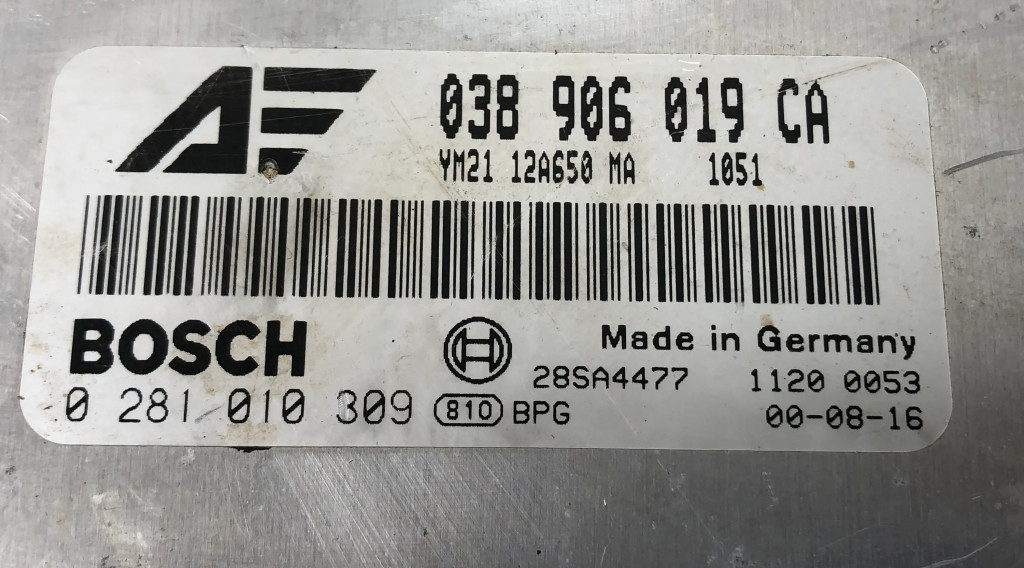 AF
038 906 019 CA
YM21 12A650 MA 1051
BOSCH
Made in Germany
28SA4477 1120 0053
0 281 010 309 810 BPG 00-08-16